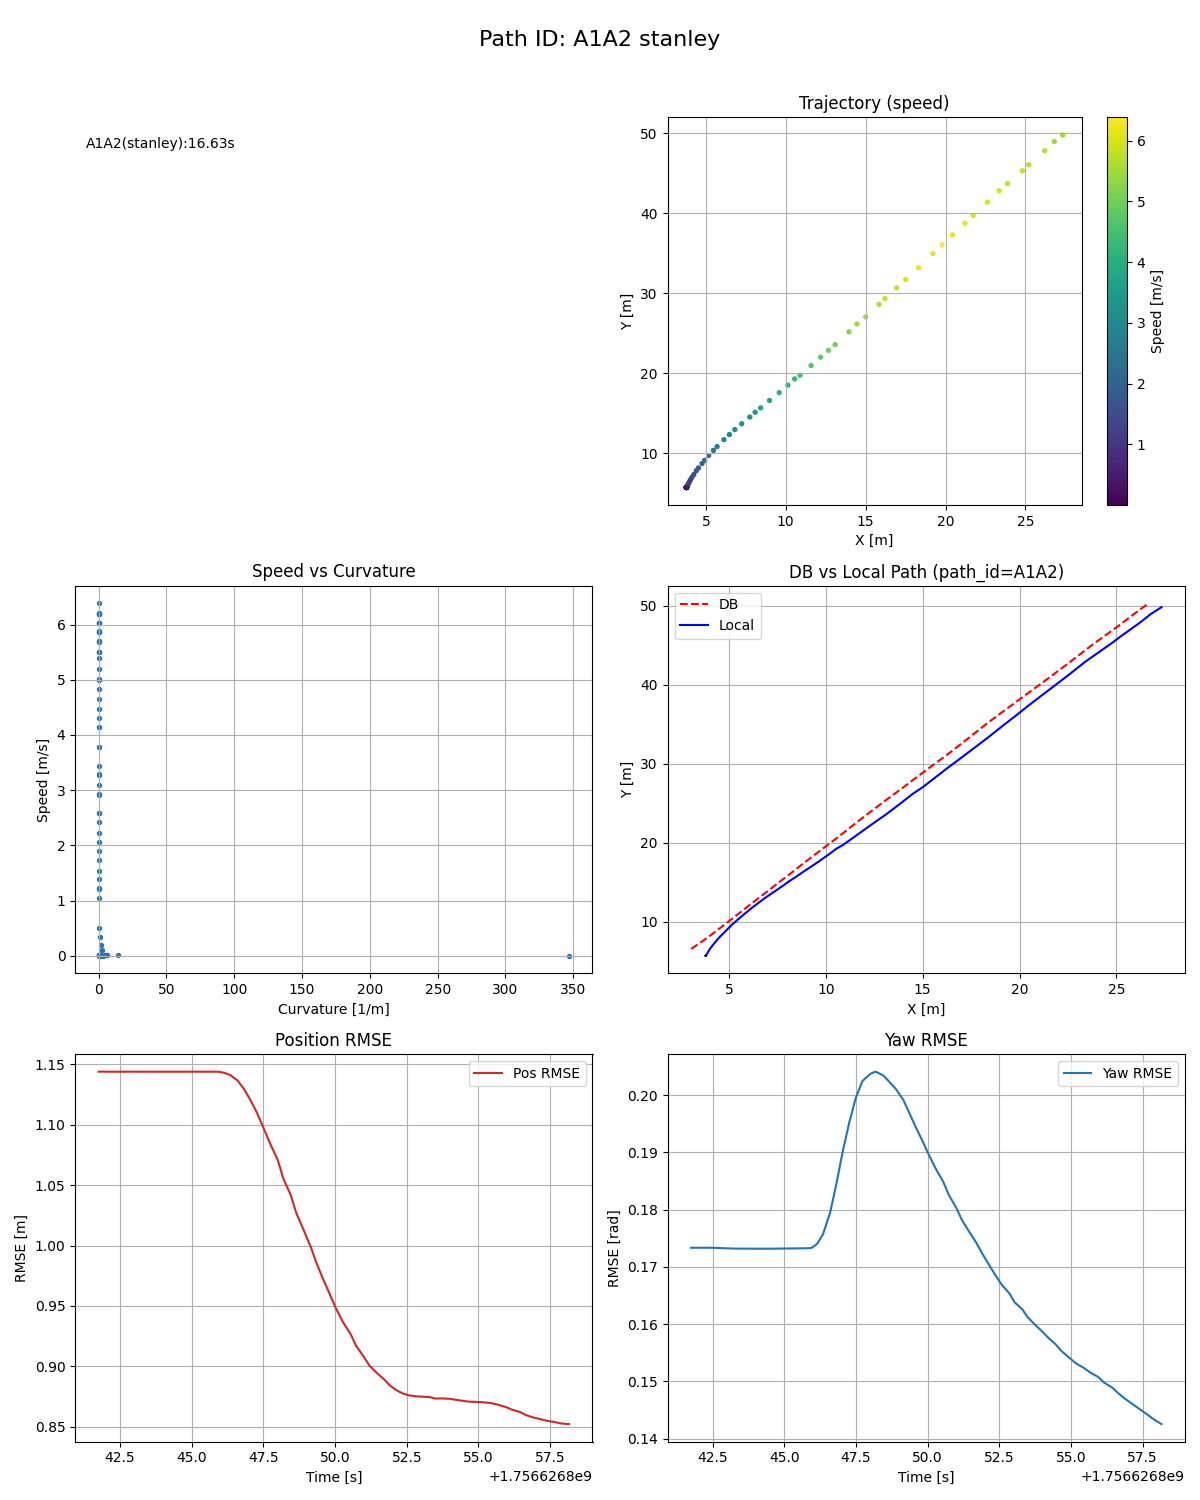 Path ID: A1A2 stanley
A1A2(stanley):16.63s
Trajectory (speed)
50
40
30
20
10
Y [m]
5
10
15
20
25
X [m]
6
5
4
3
2
1
Speed [m/s]
Speed vs Curvature
6
5
4
3
2
1
0
Speed [m/s]
0
50
100
150
200
250
300
350
Curvature [1/m]
DB vs Local Path (path_id=A1A2)
DB
Local
50
40
30
20
10
Y [m]
5
10
15
20
25
X [m]
Position RMSE
Pos RMSE
1.15
1.10
1.05
1.00
0.95
0.90
0.85
RMSE [m]
42.5
45.0
47.5
50.0
52.5
55.0
57.5
Time [s]
+1.7566268e9
Yaw RMSE
Yaw RMSE
0.20
0.19
0.18
0.17
0.16
0.15
0.14
RMSE [rad]
42.5
45.0
47.5
50.0
52.5
55.0
57.5
Time [s]
+1.7566268e9